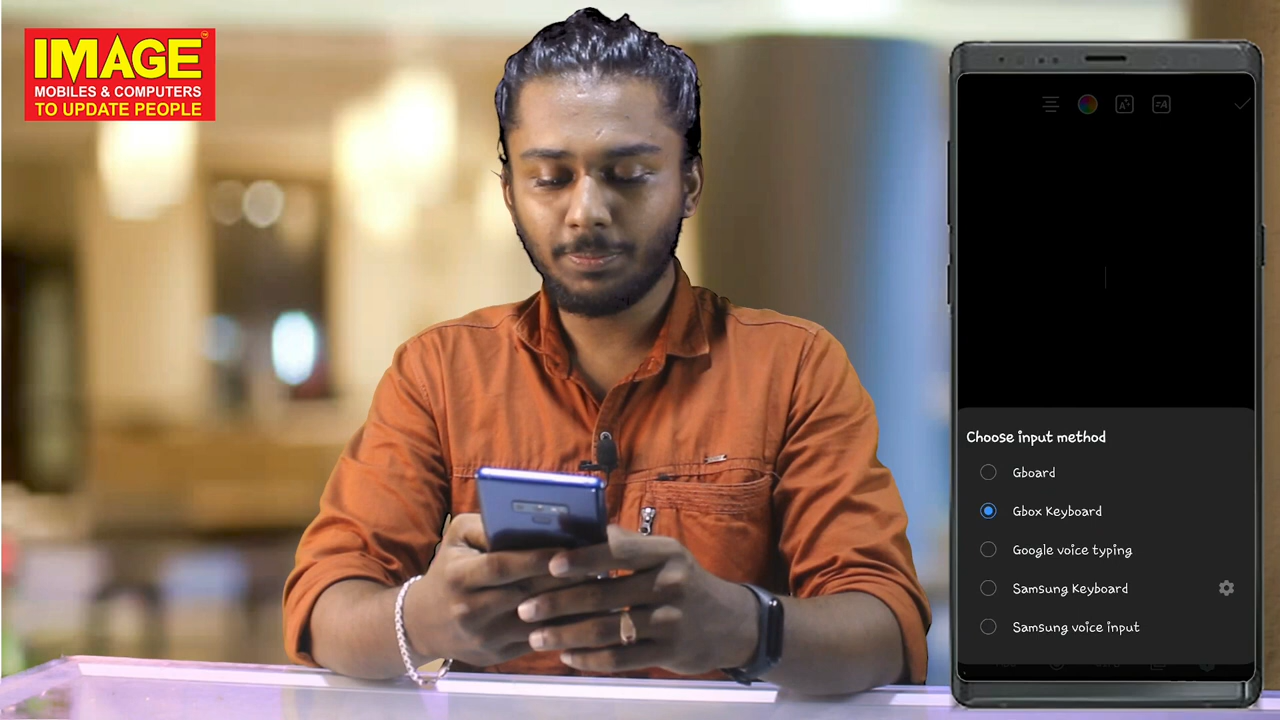 IMAGE™
MOBILES & COMPUTERS
TO UPDATE PEOPLE
Choose input method
Gboard
Gbox Keyboard
Google voice typing
Samsung Keyboard
Samsung voice input